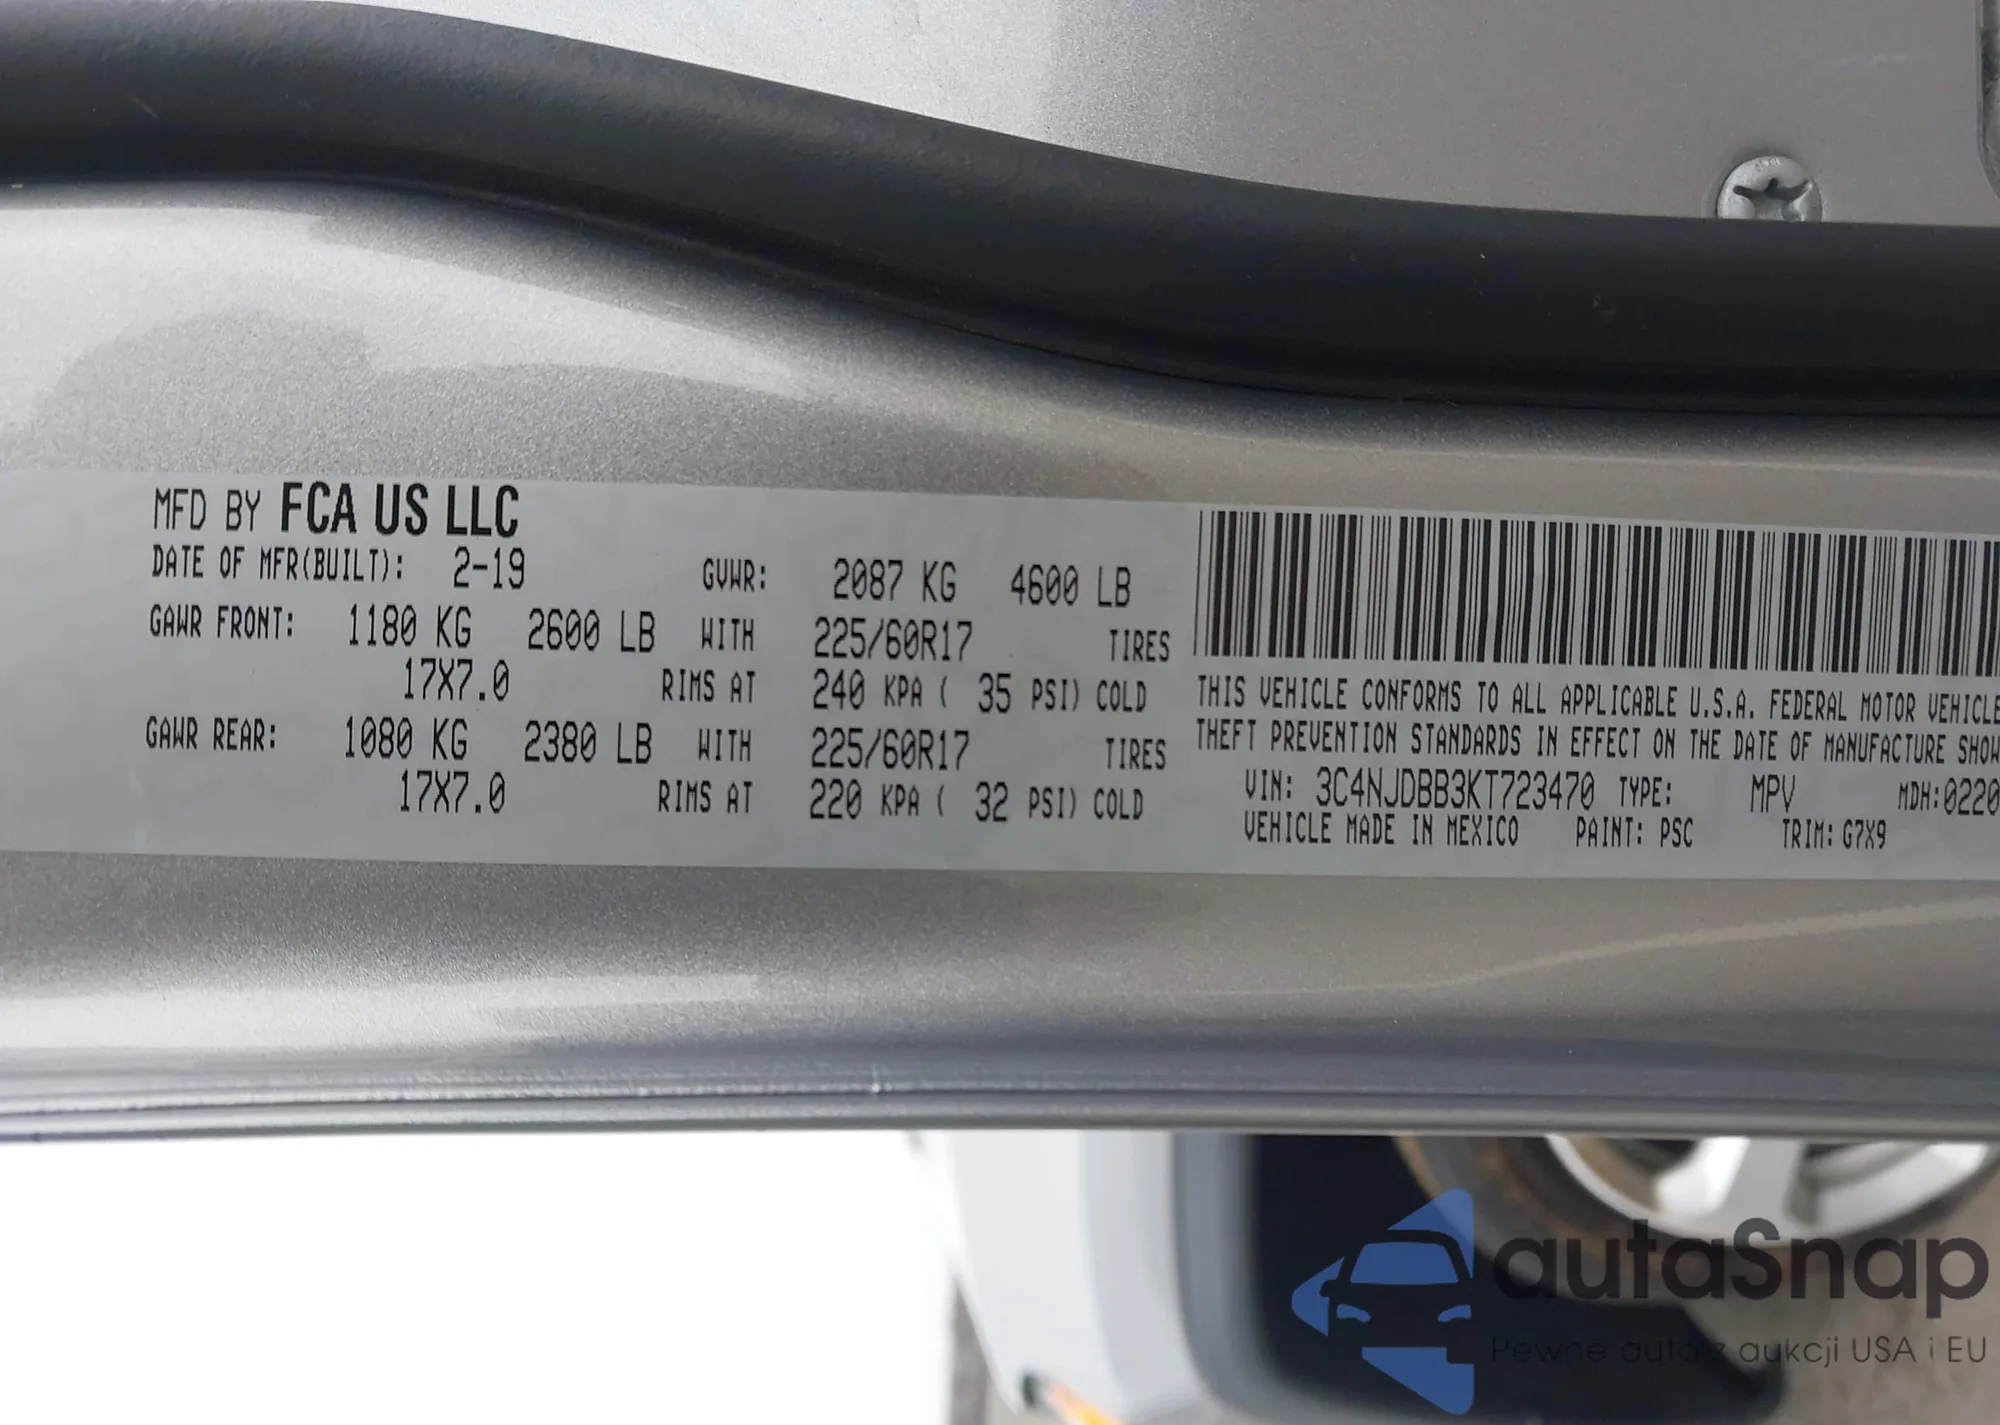 MFD BY FCA US LLC
DATE OF MFR(BUILT): 2-19 GVWR: 2087 KG 4600 LB
GAWR FRONT: 1180 KG 2600 LB WITH 225/60R17 TIRES
17X7.0 RIMS AT 240 KPA ( 35 PSI) COLD
GAWR REAR: 1080 KG 2380 LB WITH 225/60R17 TIRES
17X7.0 RIMS AT 220 KPA ( 32 PSI) COLD
THIS VEHICLE CONFORMS TO ALL APPLICABLE U.S.A. FEDERAL MOTOR VEHICLE
THEFT PREVENTION STANDARDS IN EFFECT ON THE DATE OF MANUFACTURE SHOW
VIN: 3C4NJDBB3KT723470 TYPE: MPV MDH:0220
VEHICLE MADE IN MEXICO PAINT: PSC TRIM: G7X9
autaSnap
Pewne auta z aukcji USA i EU